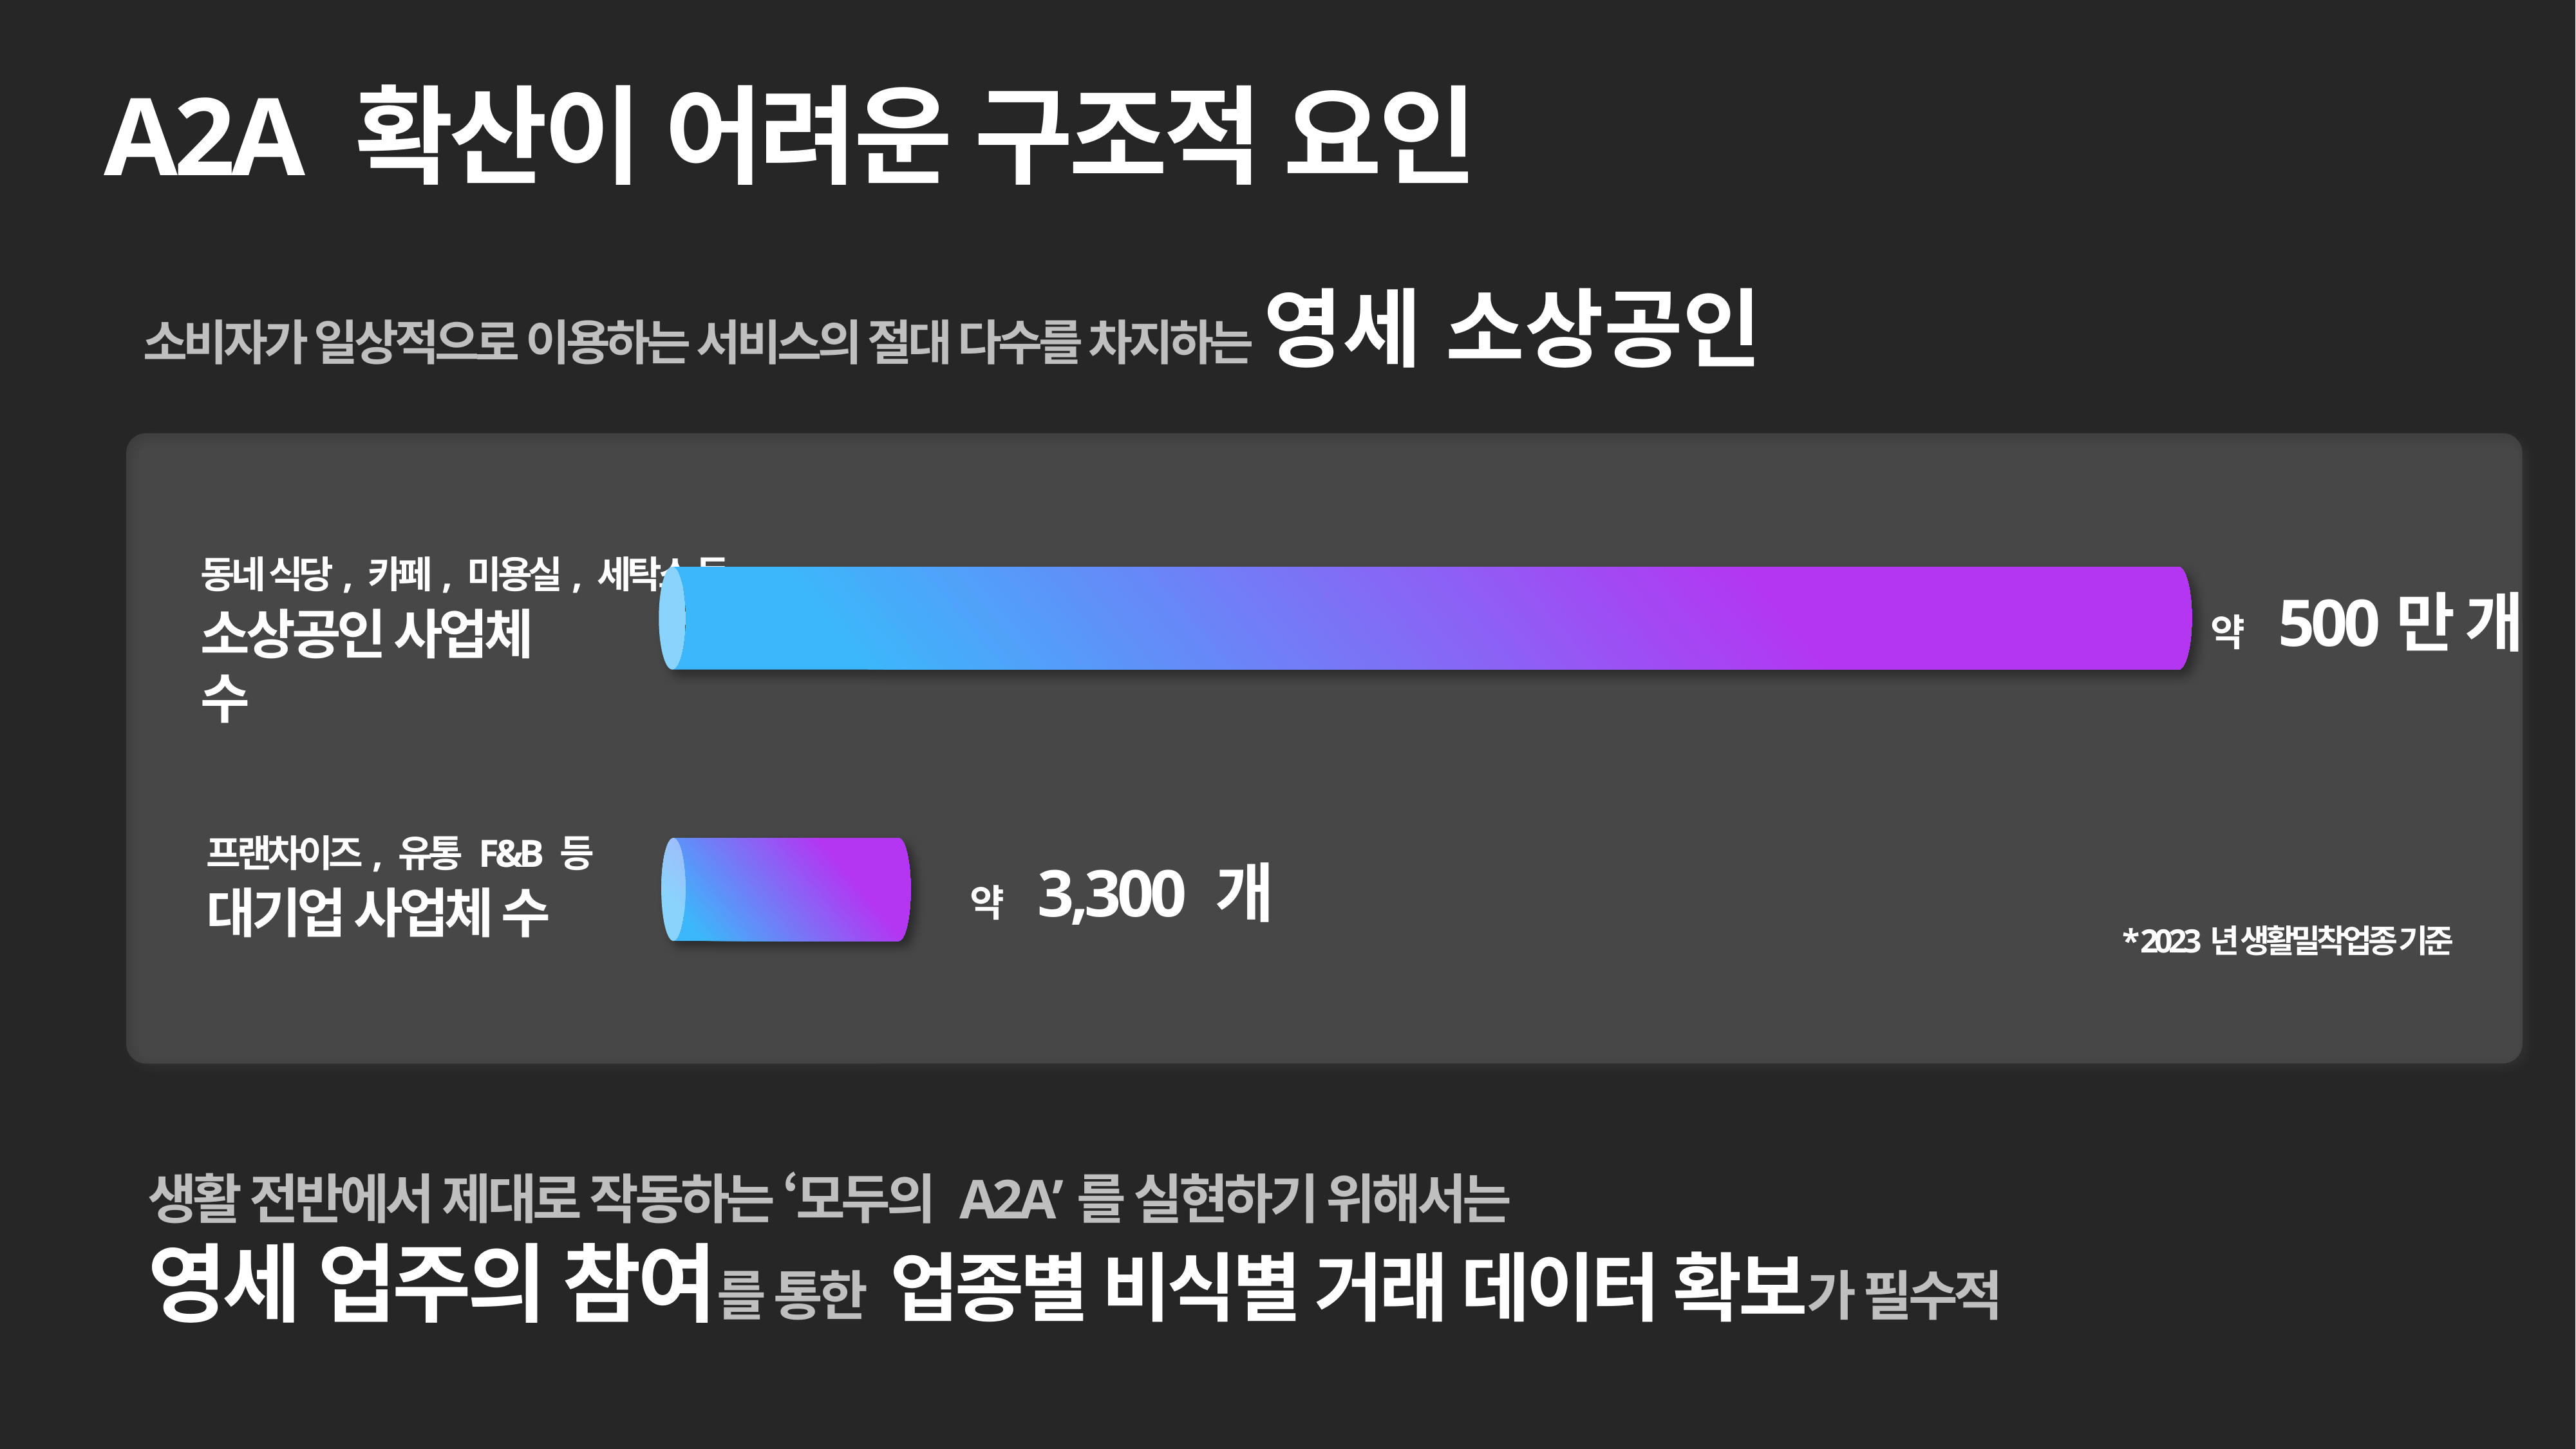 A2A 확산이 어려운 구조적 요인
소비자가 일상적으로 이용하는 서비스의 절대 다수를 차지하는 영세 소상공인
동네 식당 , 카페 , 미용실 ,
소상공인 사업체
수
약 500 만 개
프랜차이즈 , 유통 F&B 등
대기업 사업체 수
약 3,300 개
* 2023 년 생활밀착업종 기준
생활 전반에서 제대로 작동하는 ‘모두의 A2A’ 를 실현하기 위해서는
영세 업주의 참여를 통한 업종별 비식별 거래 데이터 확보가 필수적